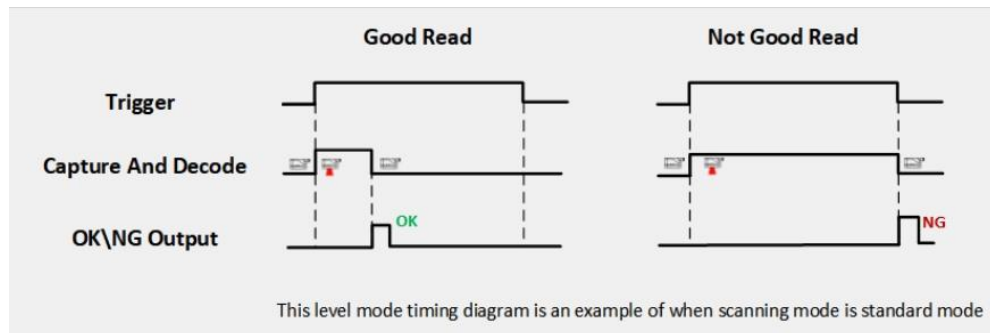 Good Read
Not Good Read
Trigger
Capture And Decode
OK\NG Output
OK
NG
This level mode timing diagram is an example of when scanning mode is standard mode